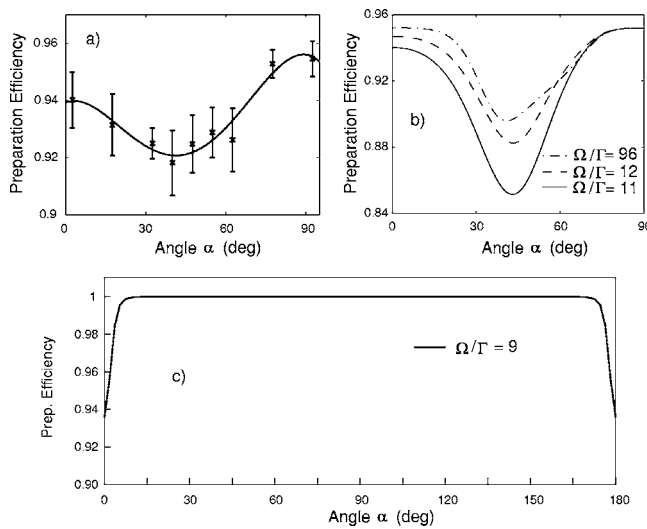 a)
Preparation Efficiency
0.96
0.94
0.92
0.9
0
30
60
90
Angle α (deg)
b)
Preparation Efficiency
0.96
0.92
0.88
0.84
Ω/Γ= 96
Ω/Γ= 12
Ω/Γ= 11
0
30
60
90
Angle α (deg)
c)
Prep. Efficiency
1
0.98
0.96
0.94
0.92
0.90
Ω/Γ = 9
0
30
60
90
120
150
180
Angle α (deg)